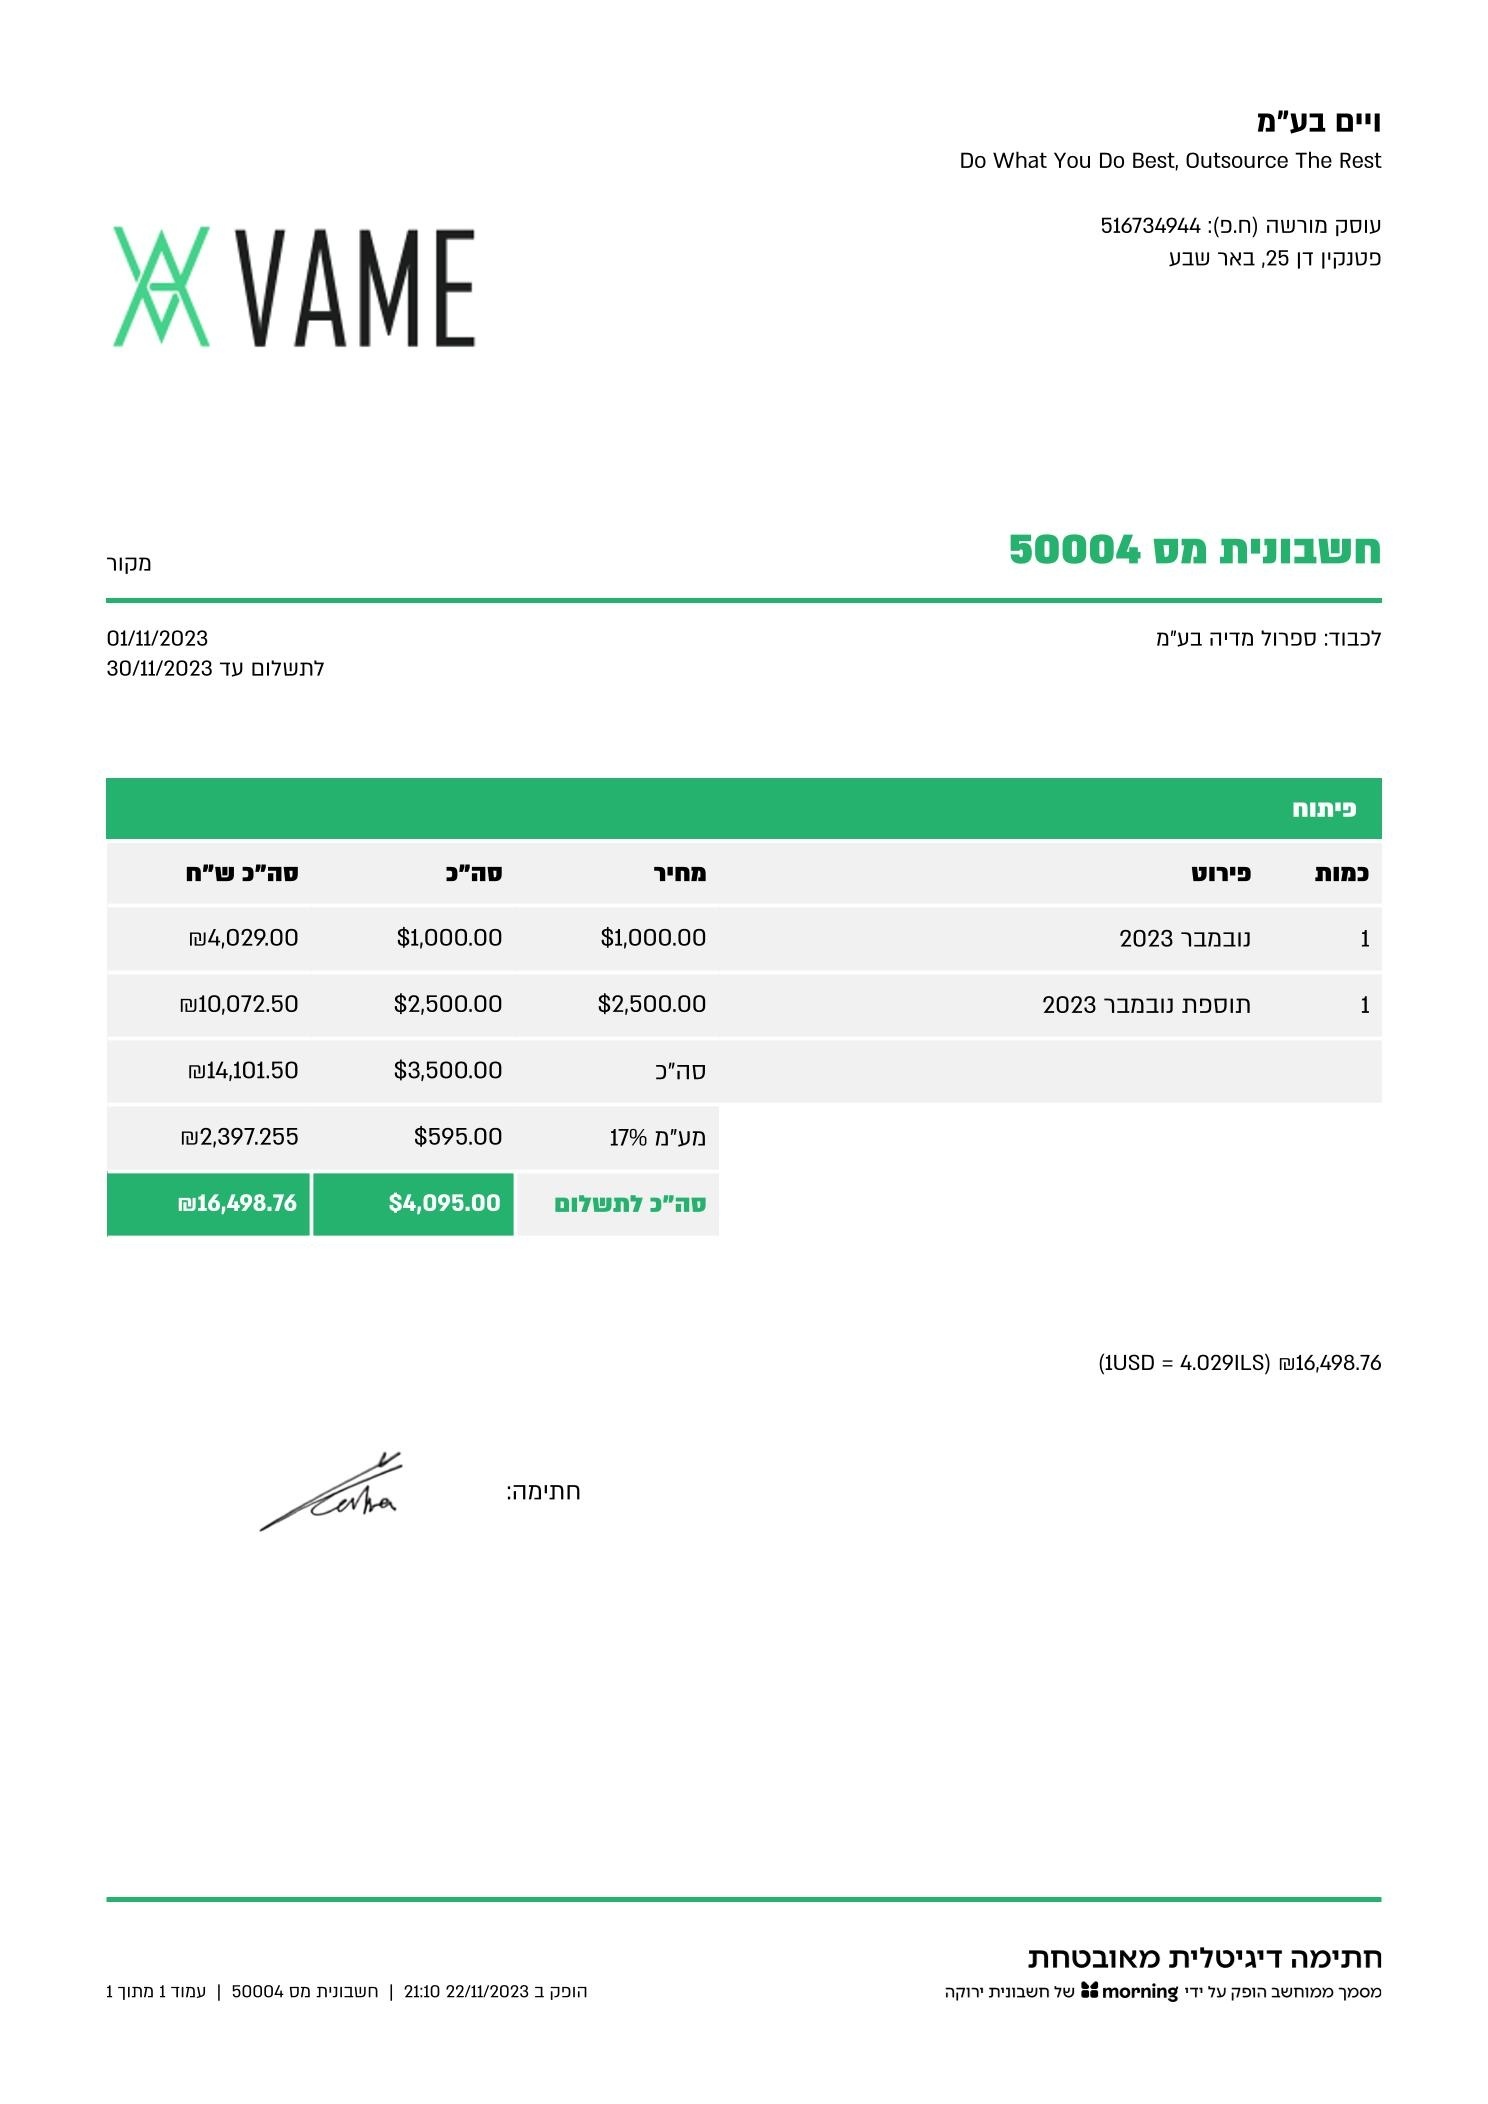 ויים בע"מ
Do What You Do Best, Outsource The Rest
עוסק מורשה (ח.פ): 516734944
פטנקין דן 25, באר שבע
VAME
חשבונית מס 50004
מקור
לכבוד: ספרול מדיה בע"מ
01/11/2023
לתשלום עד 30/11/2023
פיתוח
כמות פירוט מחיר סה"כ סה"כ ש"ח
1 נובמבר 2023 $1,000.00 $1,000.00 ₪4,029.00
1 תוספת נובמבר 2023 $2,500.00 $2,500.00 ₪10,072.50
סה"כ $3,500.00 ₪14,101.50
מע"מ 17% $595.00 ₪2,397.255
סה"כ לתשלום $4,095.00 ₪16,498.76
₪16,498.76 (1USD = 4.029ILS)
חתימה:
חתימה דיגיטלית מאובטחת
מסמך ממוחשב הופק על ידי morning של חשבונית ירוקה
הופק ב 22/11/2023 21:10 | חשבונית מס 50004 | עמוד 1 מתוך 1